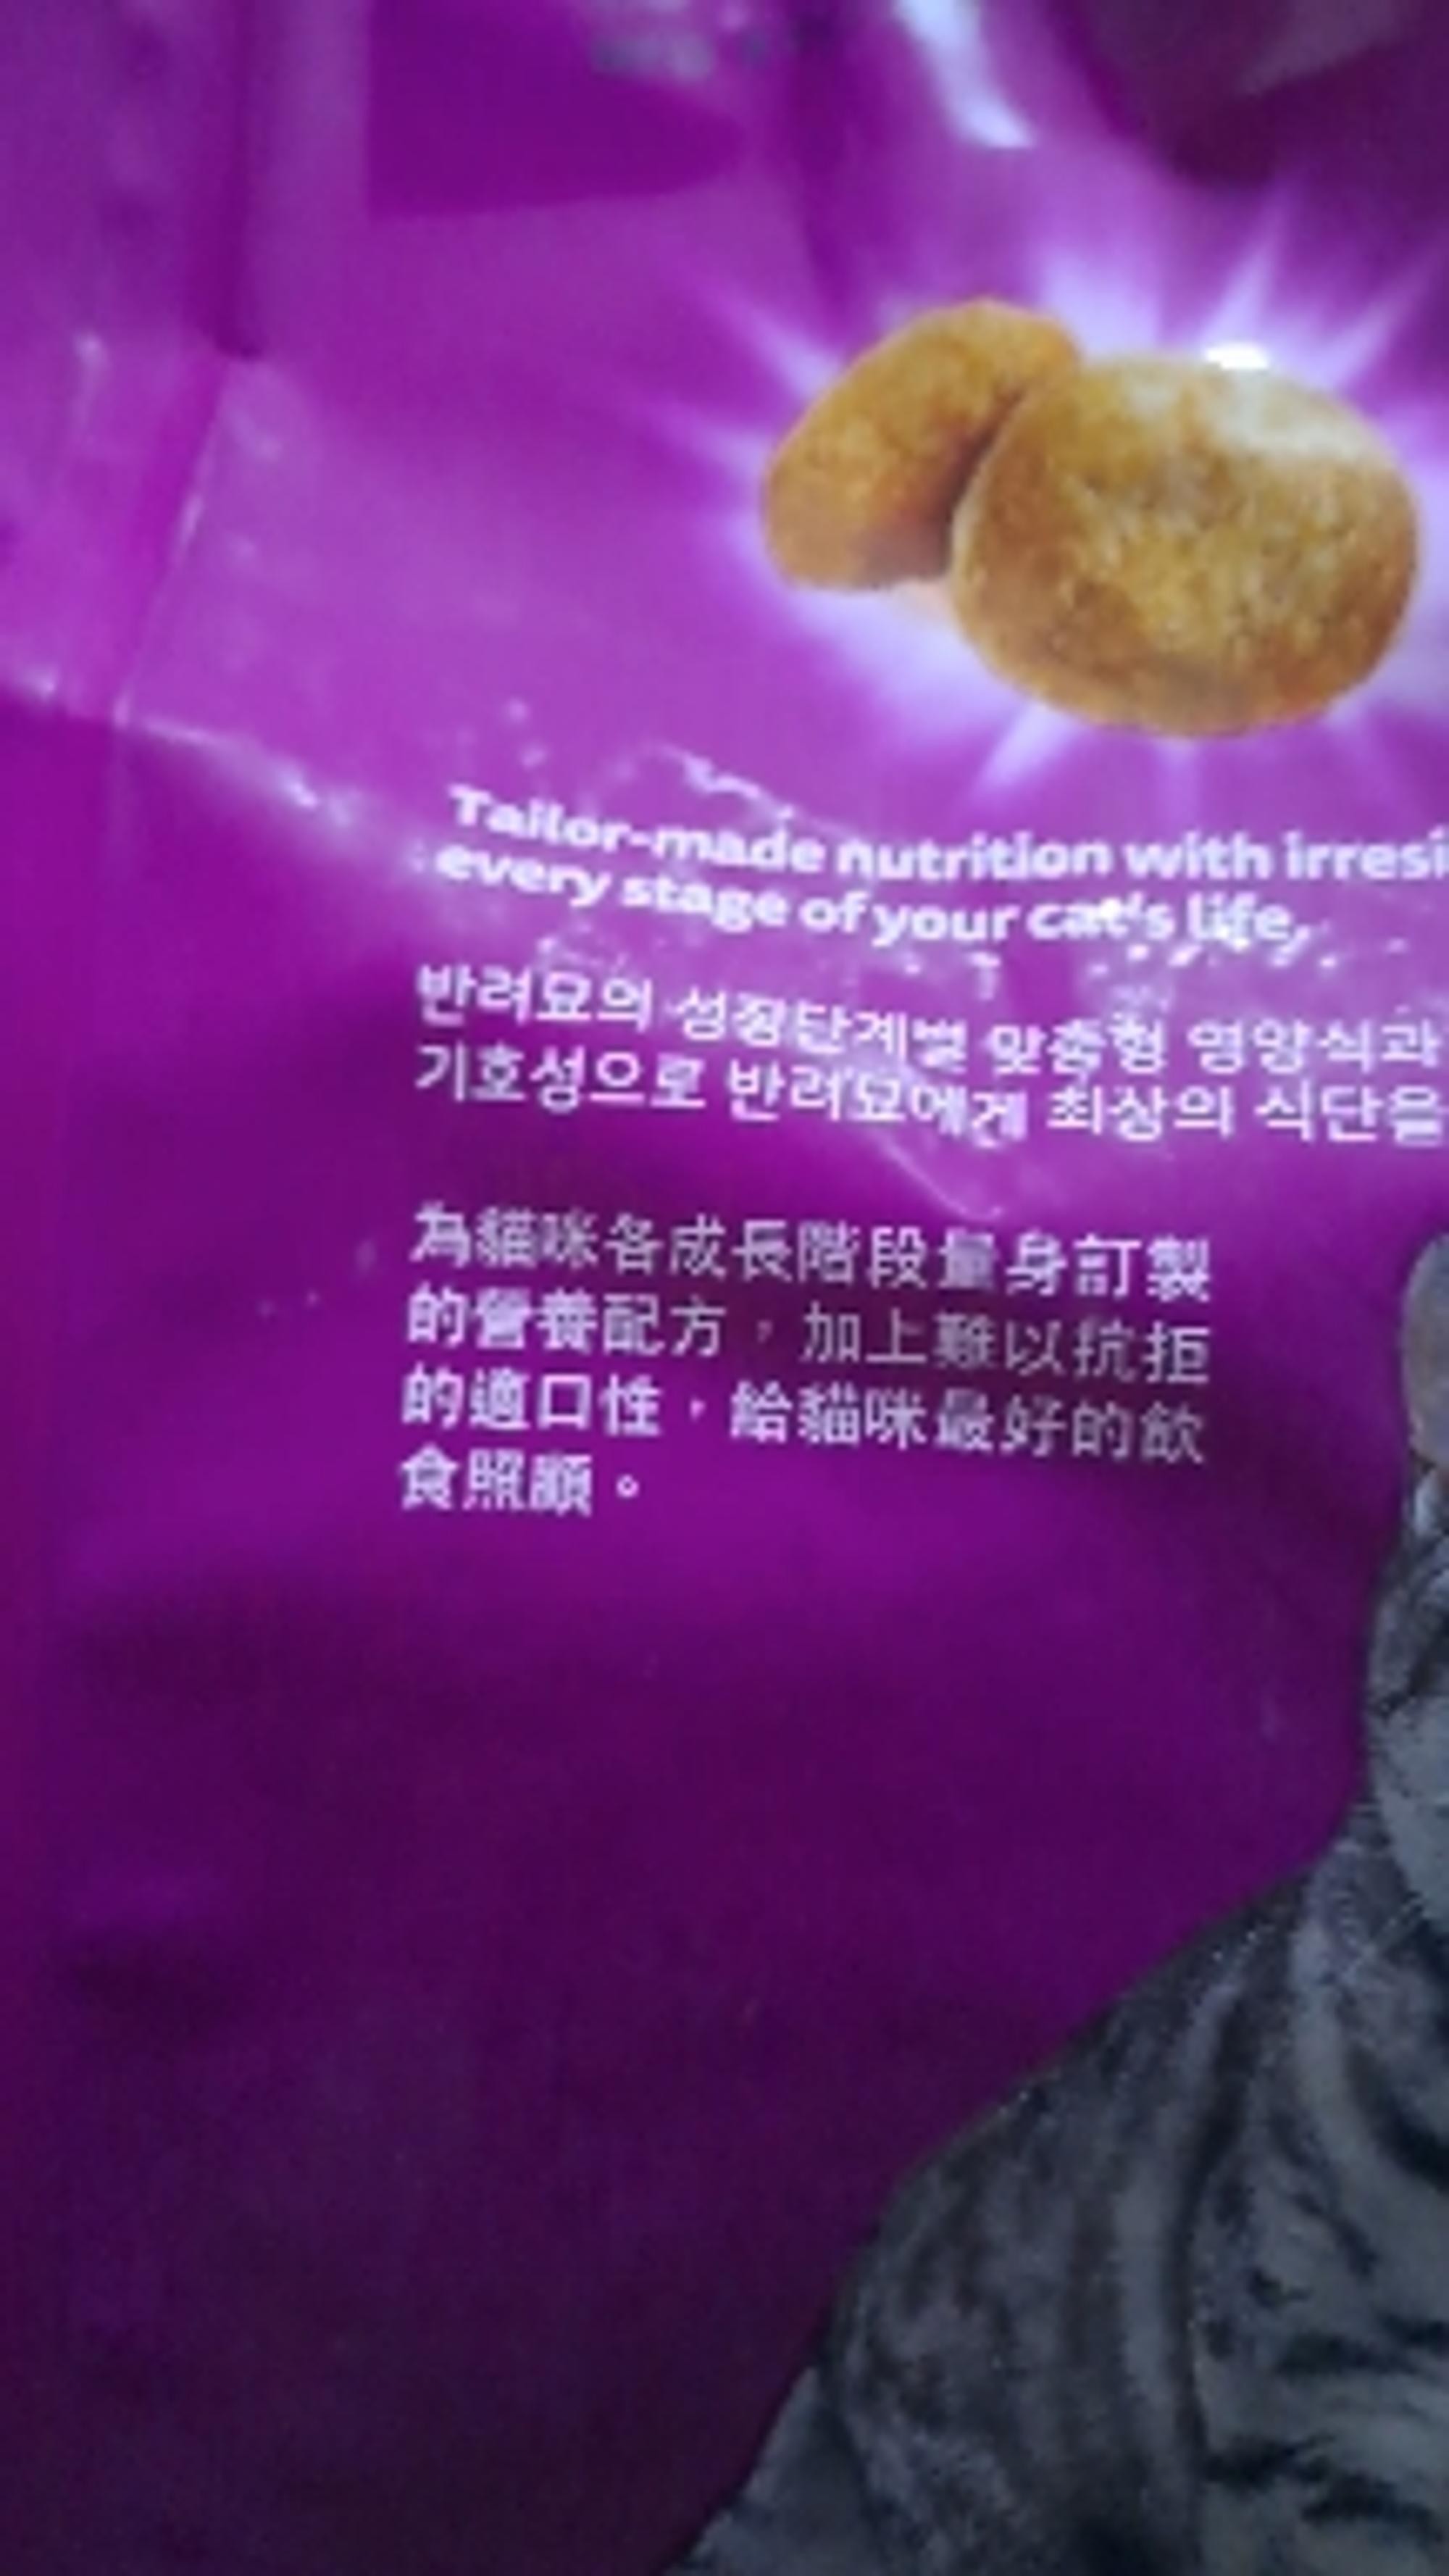 Tailor-made nutrition with irresi
every stage of your cat's life.
반려묘의 성장단계별 맞춤형 영양식과
기호성으로 반려묘에게 최상의 식단을
為貓咪各成長階段量身訂製
的營養配方，加上難以抗拒
的適口性，給貓咪最好的飲
食照顧。